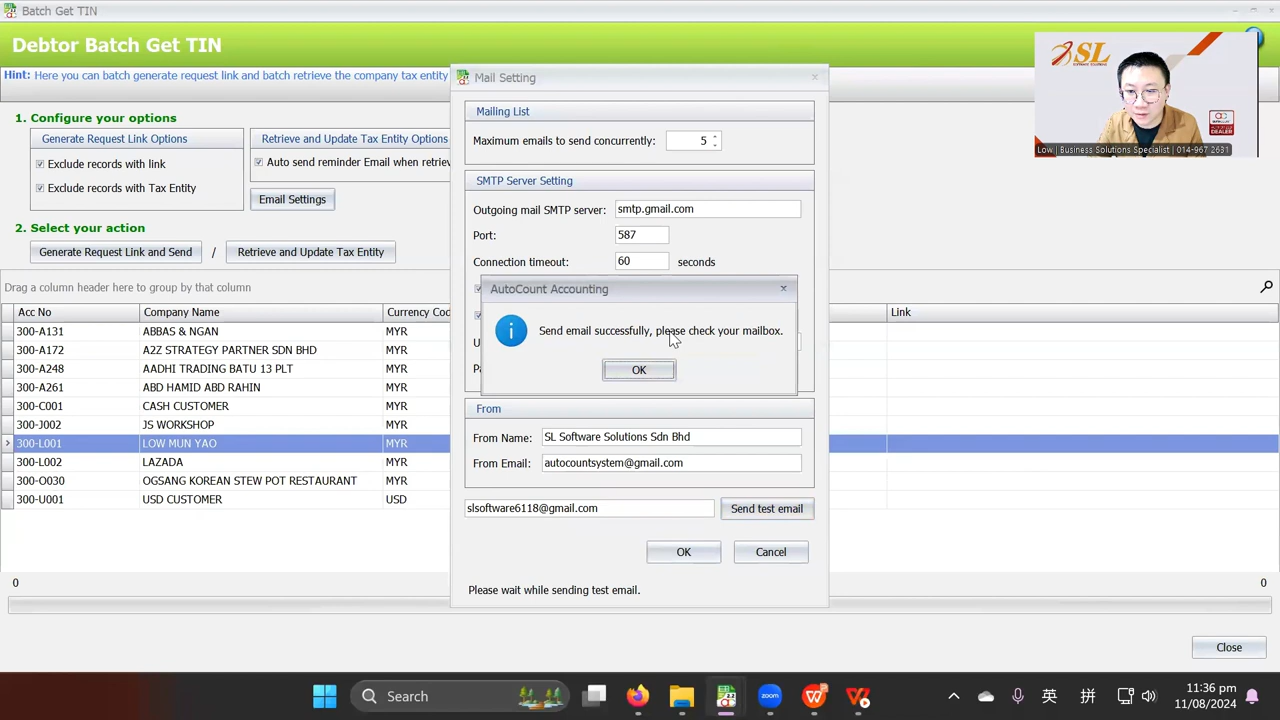 Batch Get TIN
Debtor Batch Get TIN
Hint: Here you can batch generate request link and batch retrieve the company tax entity
1. Configure your options
Generate Request Link Options
Exclude records with link
Exclude records with Tax Entity
Retrieve and Update Tax Entity Options
Auto send reminder Email when retriev
Email Settings
2. Select your action
Generate Request Link and Send / Retrieve and Update Tax Entity
Drag a column header here to group by that column
Acc No Company Name Currency Cod Link
300-A131 ABBAS & NGAN MYR
300-A172 A2Z STRATEGY PARTNER SDN BHD MYR
300-A248 AADHI TRADING BATU 13 PLT MYR
300-A261 ABD HAMID ABD RAHIN MYR
300-C001 CASH CUSTOMER MYR
300-J002 JS WORKSHOP MYR
300-L001 LOW MUN YAO MYR
300-L002 LAZADA MYR
300-O030 OGSANG KOREAN STEW POT RESTAURANT MYR
300-U001 USD CUSTOMER USD
0 0
Close
Mail Setting
Mailing List
Maximum emails to send concurrently: 5
SMTP Server Setting
Outgoing mail SMTP server: smtp.gmail.com
Port: 587
Connection timeout: 60 seconds
AutoCount Accounting
Send email successfully, please check your mailbox.
OK
From
From Name: SL Software Solutions Sdn Bhd
From Email: autocountsystem@gmail.com
slsoftware6118@gmail.com Send test email
OK Cancel
Please wait while sending test email.
SL
SOFTWARE SOLUTIONS
DEALER
Low | Business Solutions Specialist | 014-967 2631
Search
英 拼
11:36 pm
11/08/2024